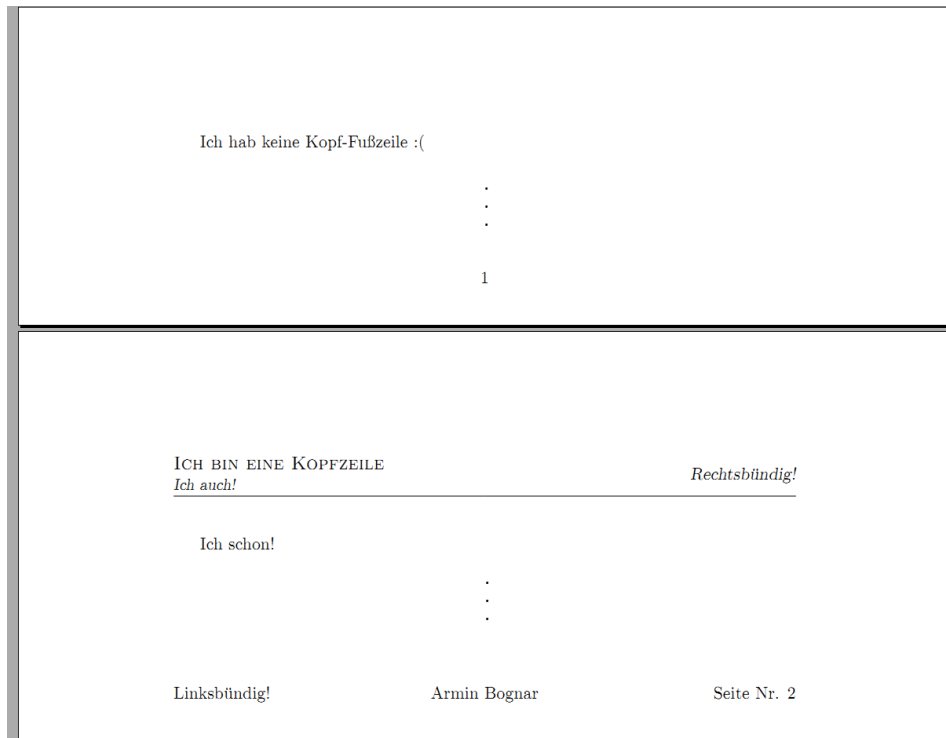 Ich hab keine Kopf-Fußzeile :(
.
.
.
1
Ich bin eine Kopfzeile
Ich auch!
Rechtsbündig!
Ich schon!
.
.
.
Linksbündig! Armin Bognar Seite Nr. 2